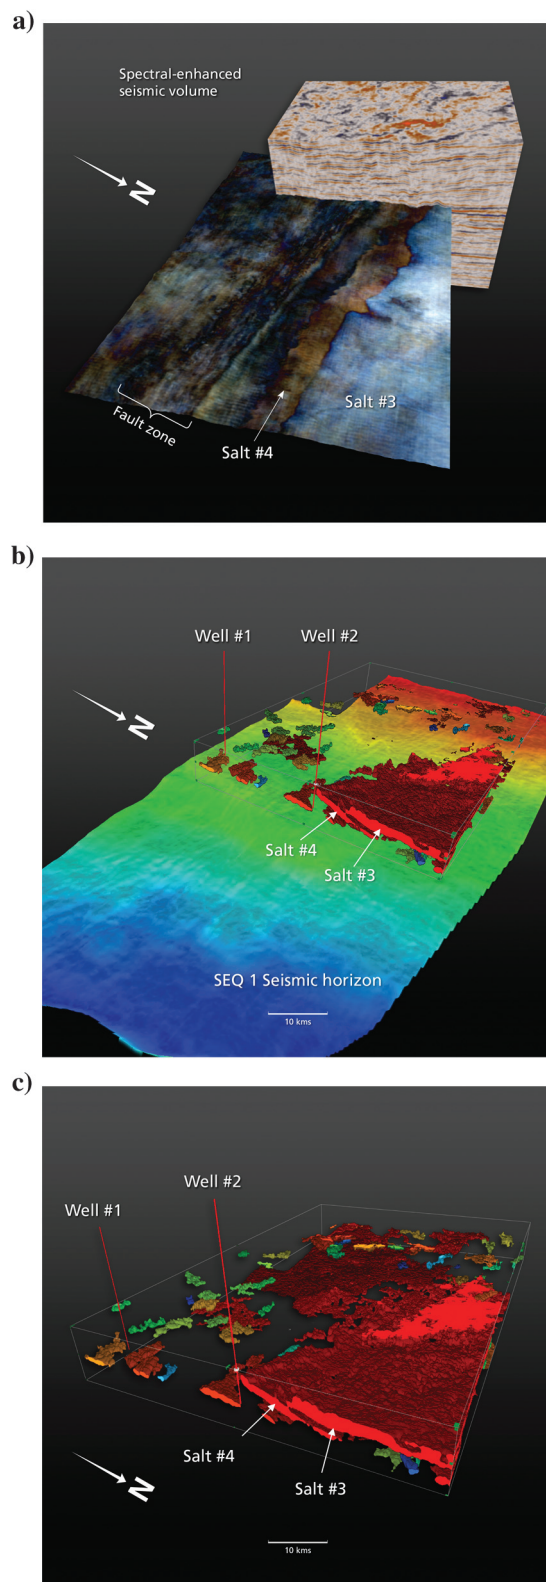 a)
Spectral-enhanced
seismic volume
N
Salt #3
Fault zone
Salt #4
b)
Well #1
Well #2
N
Salt #4
Salt #3
SEQ 1 Seismic horizon
10 kms
c)
Well #2
Well #1
Salt #4
Salt #3
N
10 kms